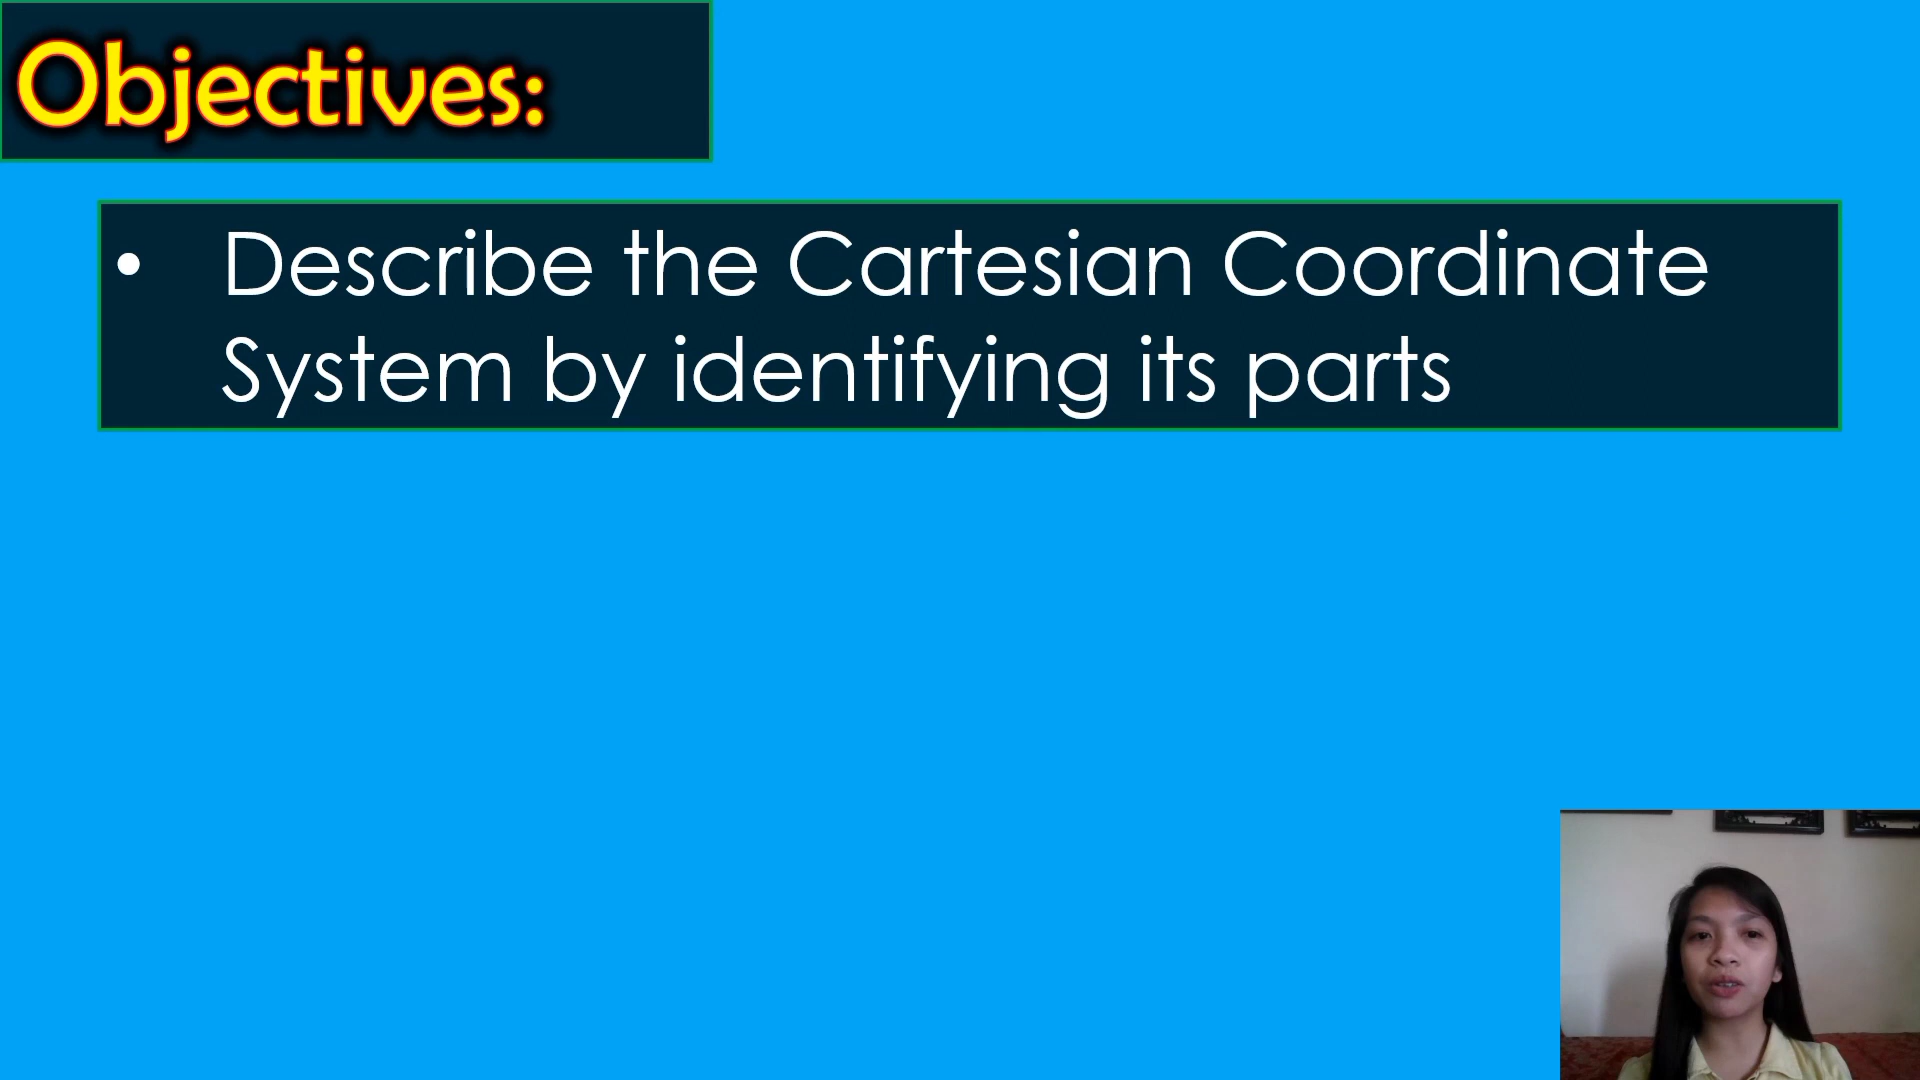 Objectives:
• Describe the Cartesian Coordinate
System by identifying its parts